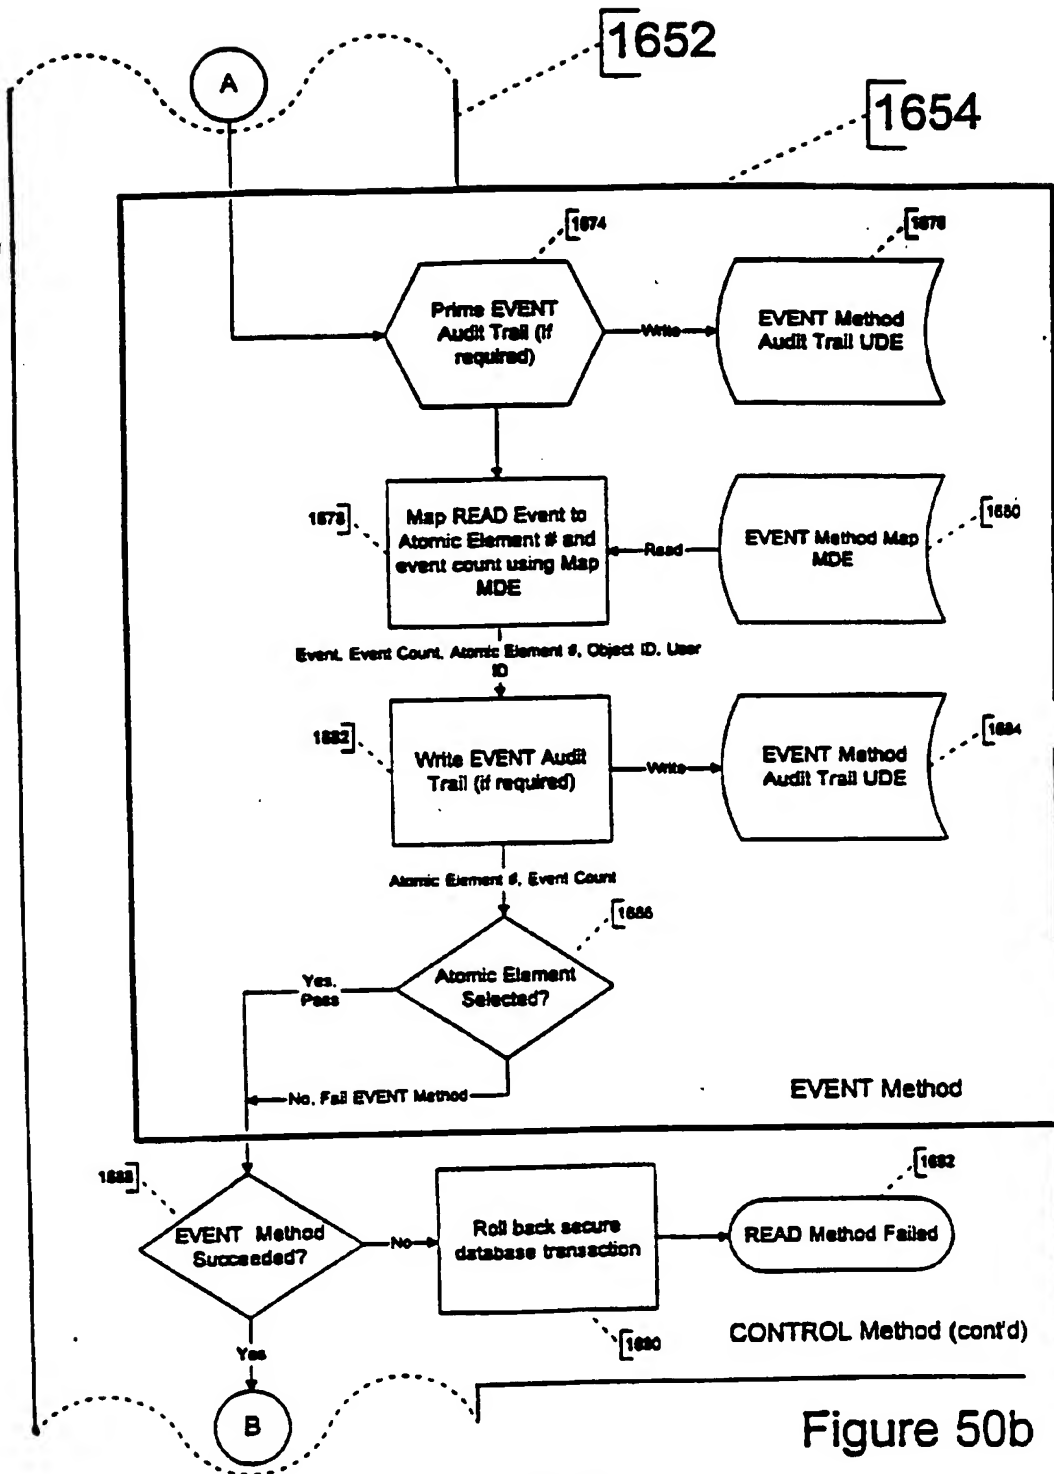 1652
A
1654
1674
1676
Prime EVENT
Audit Trail (if
required)
Write
EVENT Method
Audit Trail UDE
1678
Map READ Event to
Atomic Element # and
event count using Map
MDE
Read
EVENT Method Map
MDE
1680
Event, Event Count, Atomic Element #, Object ID, User
ID
1682
Write EVENT Audit
Trail (if required)
Write
EVENT Method
Audit Trail UDE
1684
Atomic Element #, Event Count
1686
Yes,
Pass
Atomic Element
Selected?
No, Fail EVENT Method
EVENT Method
1688
1692
EVENT Method
Succeeded?
No
Roll back secure
database transaction
READ Method Failed
1690
CONTROL Method (cont'd)
Yes
B
Figure 50b